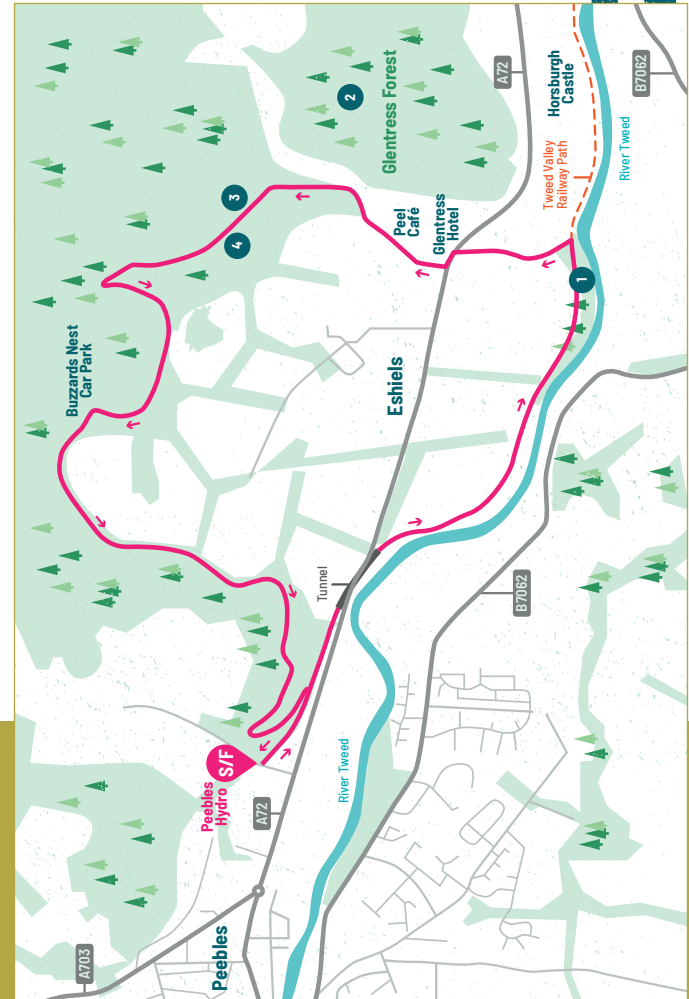 A703
Peebles
A72
Peebles
Hydro
S/F
River Tweed
B7062
Tunnel
Buzzards Nest
Car Park
Eshiels
4
3
2
Glentress Forest
Peel
Café
Glentress
Hotel
1
A72
Horsburgh
Castle
Tweed Valley
Railway Path
River Tweed
B7062